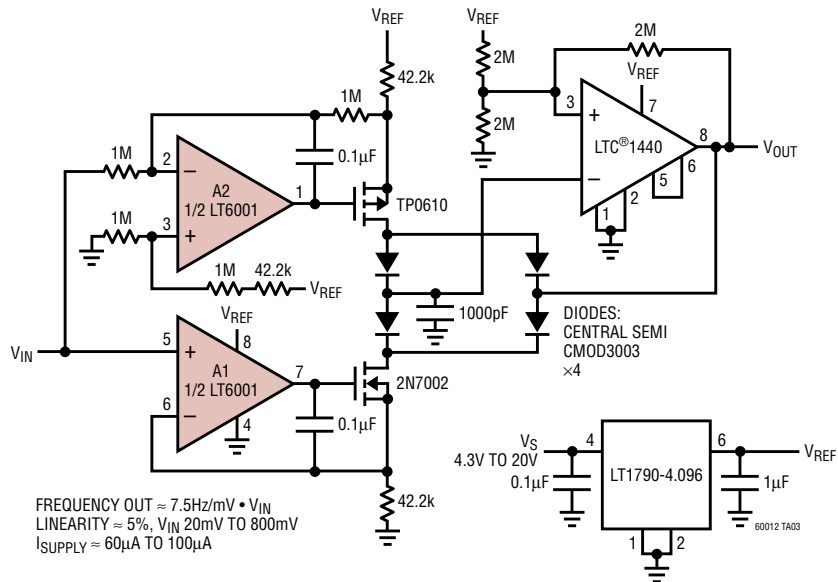 VREF
42.2k
1M
1M
2
−
0.1µF
A2
1/2 LT6001
1
TP0610
1M
3
+
1M
42.2k
VREF
VREF
8
VIN
5
+
A1
1/2 LT6001
7
2N7002
6
−
4
0.1µF
42.2k
VREF
2M
2M
2M
VREF
3
+
7
LTC®1440
8
VOUT
−
1
2
5
6
1000pF
DIODES:
CENTRAL SEMI
CMOD3003
×4
VS
4.3V TO 20V
0.1µF
4
LT1790-4.096
6
VREF
1µF
1
2
60012 TA03
FREQUENCY OUT ≈ 7.5Hz/mV • VIN
LINEARITY ≈ 5%, VIN 20mV TO 800mV
ISUPPLY ≈ 60µA TO 100µA